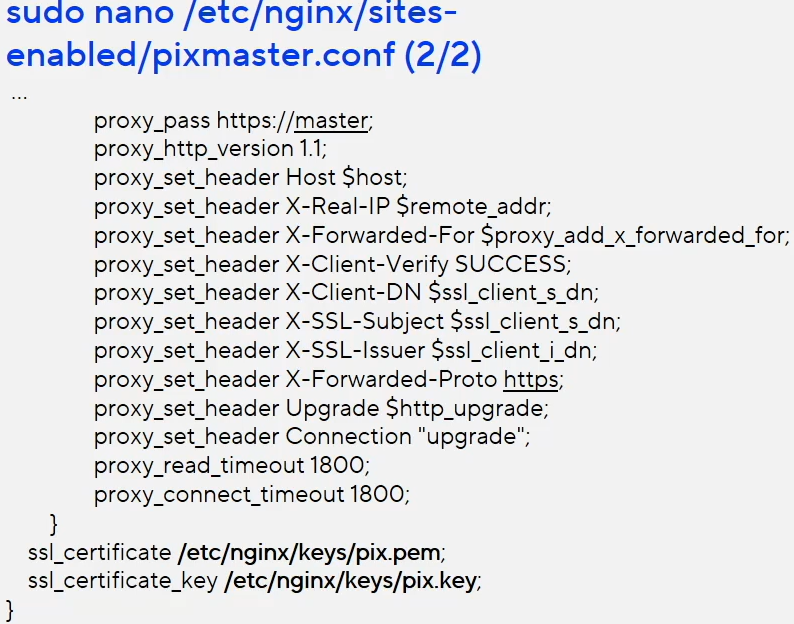 sudo nano /etc/nginx/sites-
enabled/pixmaster.conf (2/2)
...
proxy_pass https://master;
proxy_http_version 1.1;
proxy_set_header Host $host;
proxy_set_header X-Real-IP $remote_addr;
proxy_set_header X-Forwarded-For $proxy_add_x_forwarded_for;
proxy_set_header X-Client-Verify SUCCESS;
proxy_set_header X-Client-DN $ssl_client_s_dn;
proxy_set_header X-SSL-Subject $ssl_client_s_dn;
proxy_set_header X-SSL-Issuer $ssl_client_i_dn;
proxy_set_header X-Forwarded-Proto https;
proxy_set_header Upgrade $http_upgrade;
proxy_set_header Connection "upgrade";
proxy_read_timeout 1800;
proxy_connect_timeout 1800;
}
ssl_certificate /etc/nginx/keys/pix.pem;
ssl_certificate_key /etc/nginx/keys/pix.key;
}